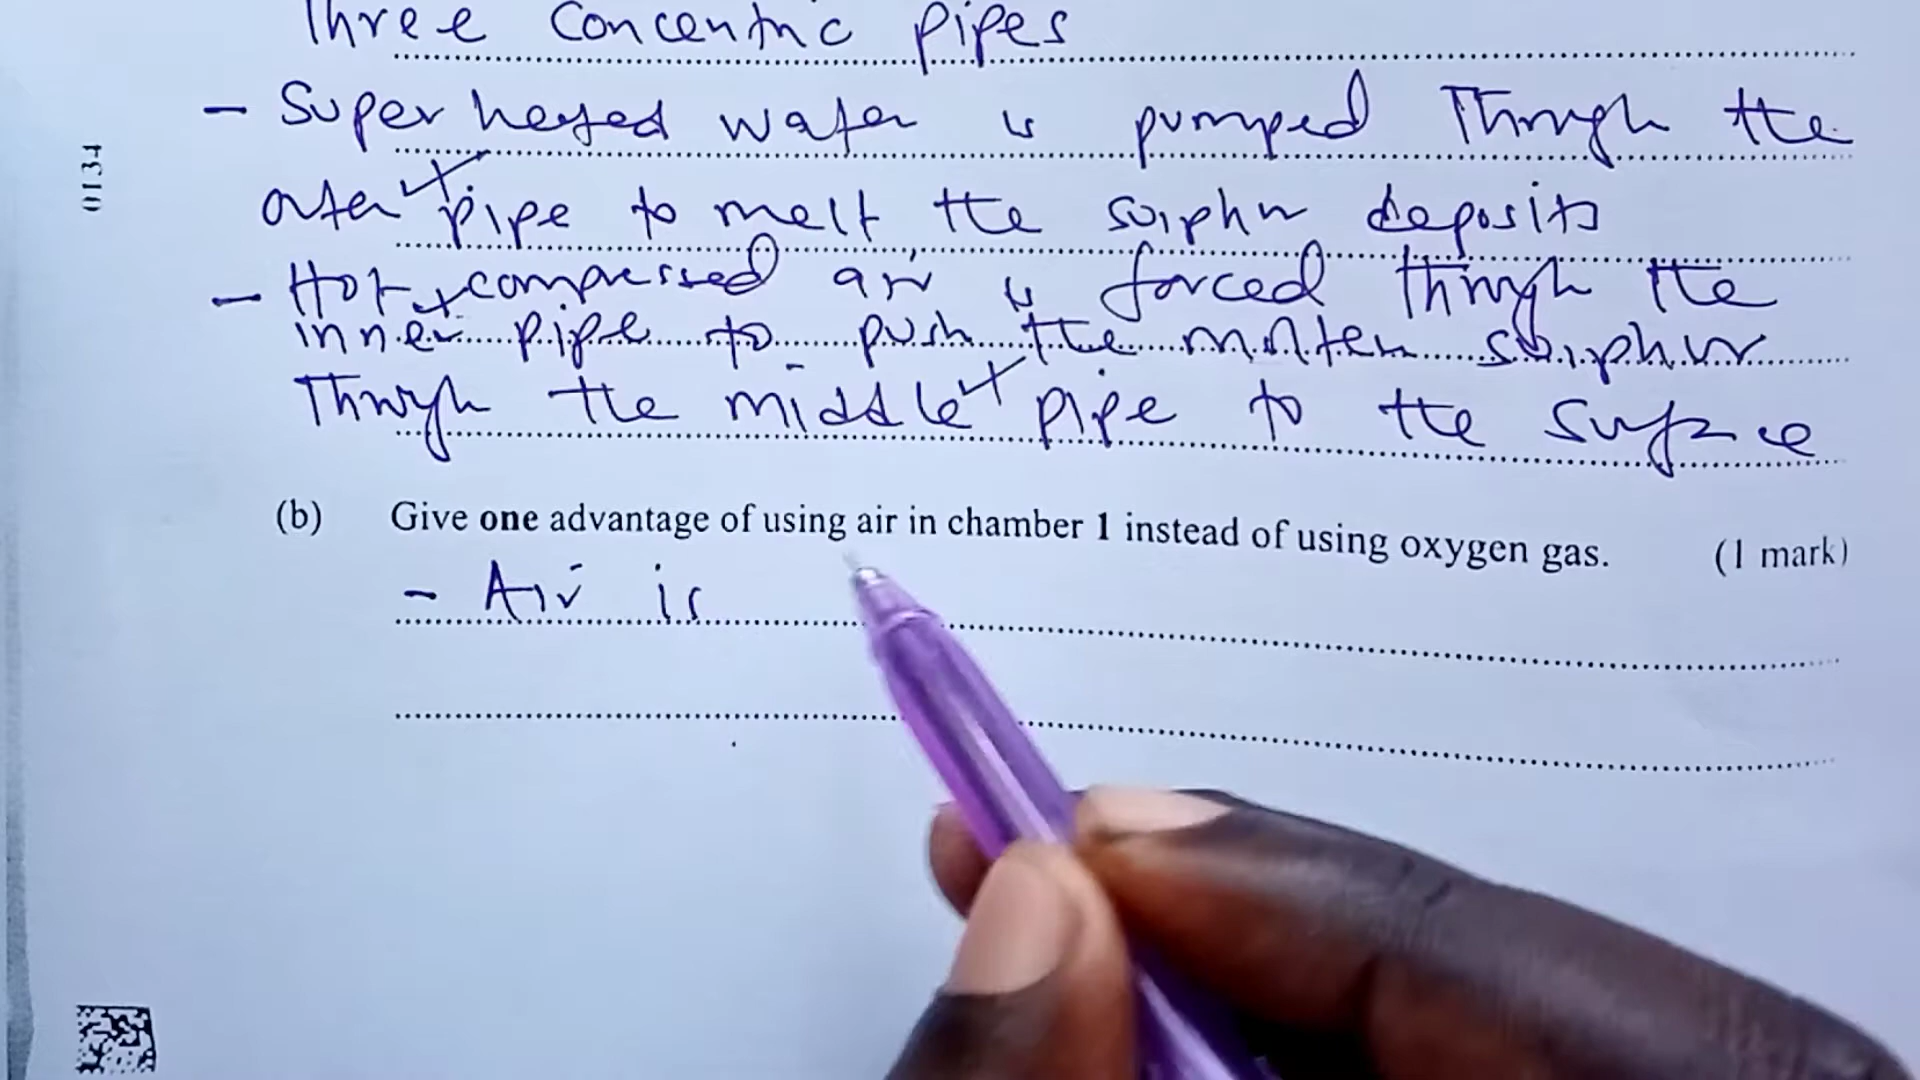 Three Concentric pipes
- Super heated water is pumped Through the
outer pipe to melt the sulphur deposits
- Hot compressed air is forced through the
inner pipe to push the molten sulphur
Through the middle pipe to the surface
(b) Give one advantage of using air in chamber 1 instead of using oxygen gas. (1 mark)
- Air is
0134